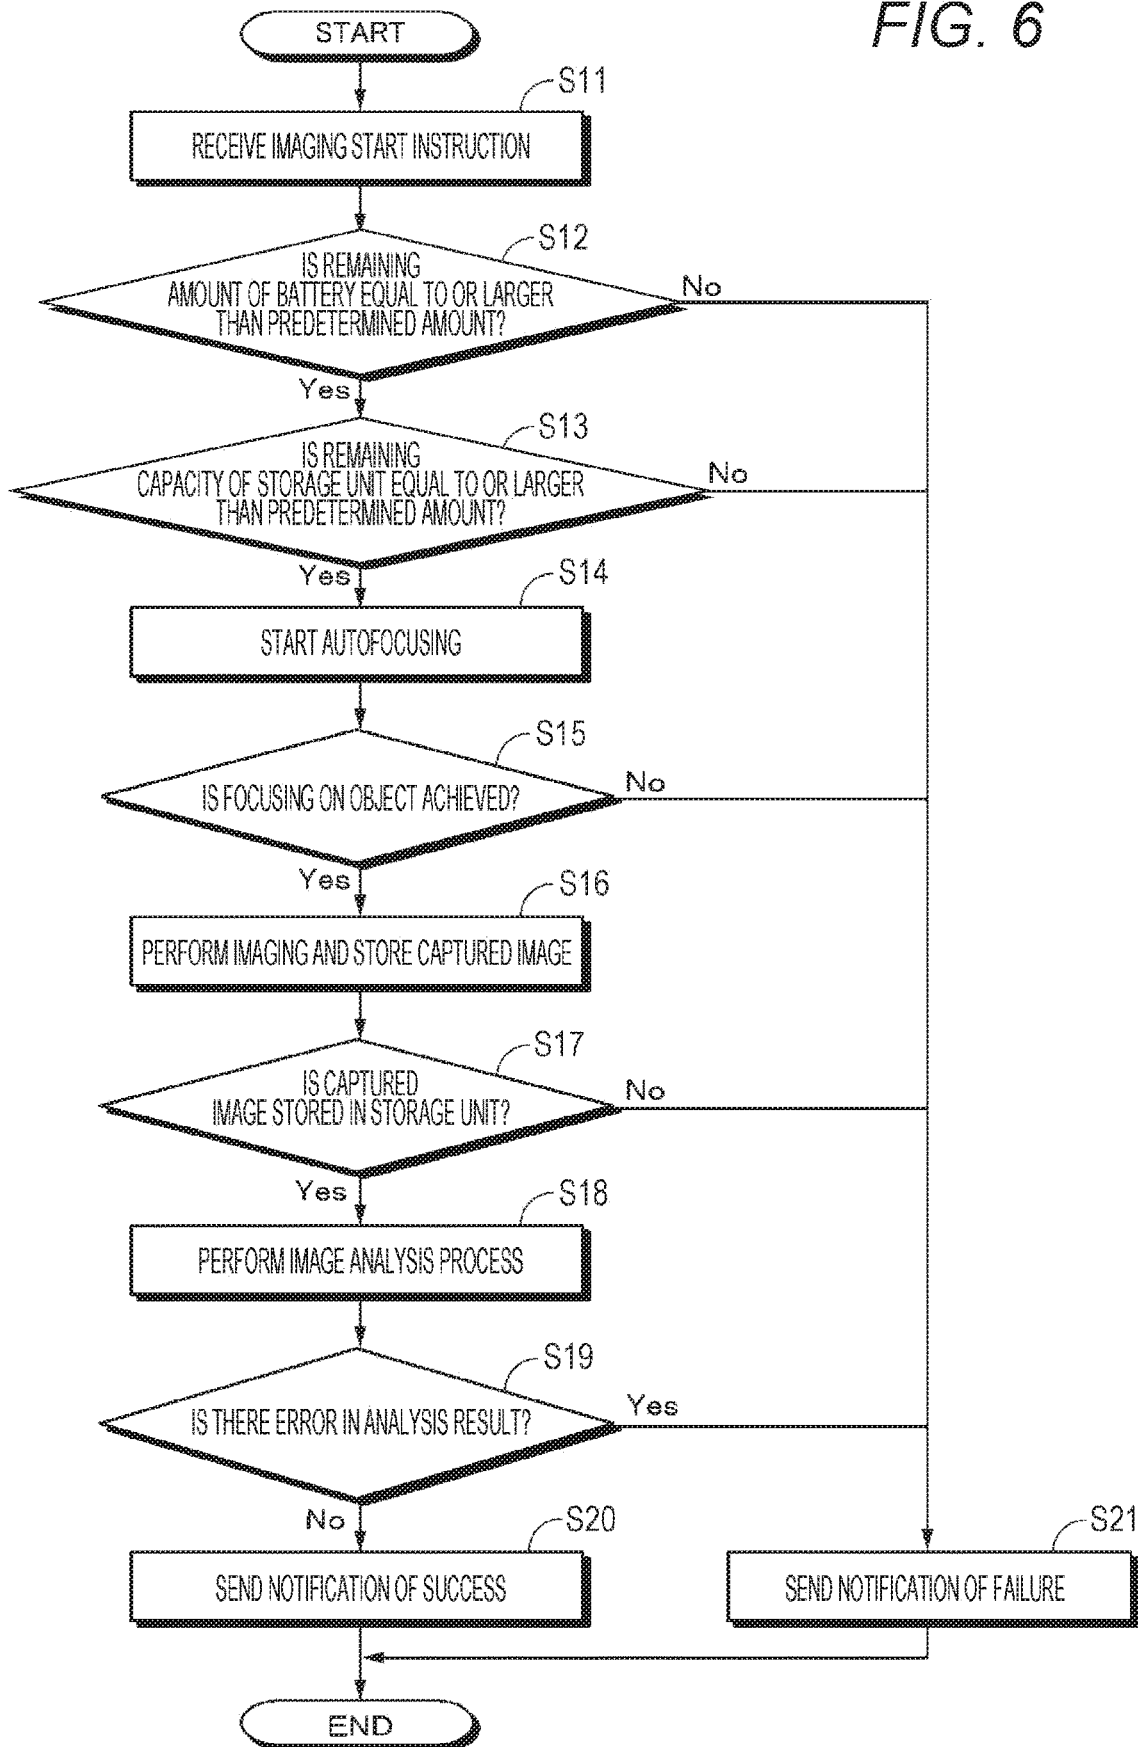 FIG. 6
START
S11
RECEIVE IMAGING START INSTRUCTION
S12
IS REMAINING
AMOUNT OF BATTERY EQUAL TO OR LARGER
THAN PREDETERMINED AMOUNT?
No
Yes
S13
IS REMAINING
CAPACITY OF STORAGE UNIT EQUAL TO OR LARGER
THAN PREDETERMINED AMOUNT?
No
Yes
S14
START AUTOFOCUSING
S15
IS FOCUSING ON OBJECT ACHIEVED?
No
Yes
S16
PERFORM IMAGING AND STORE CAPTURED IMAGE
S17
IS CAPTURED
IMAGE STORED IN STORAGE UNIT?
No
Yes
S18
PERFORM IMAGE ANALYSIS PROCESS
S19
IS THERE ERROR IN ANALYSIS RESULT?
Yes
No
S20
SEND NOTIFICATION OF SUCCESS
S21
SEND NOTIFICATION OF FAILURE
END